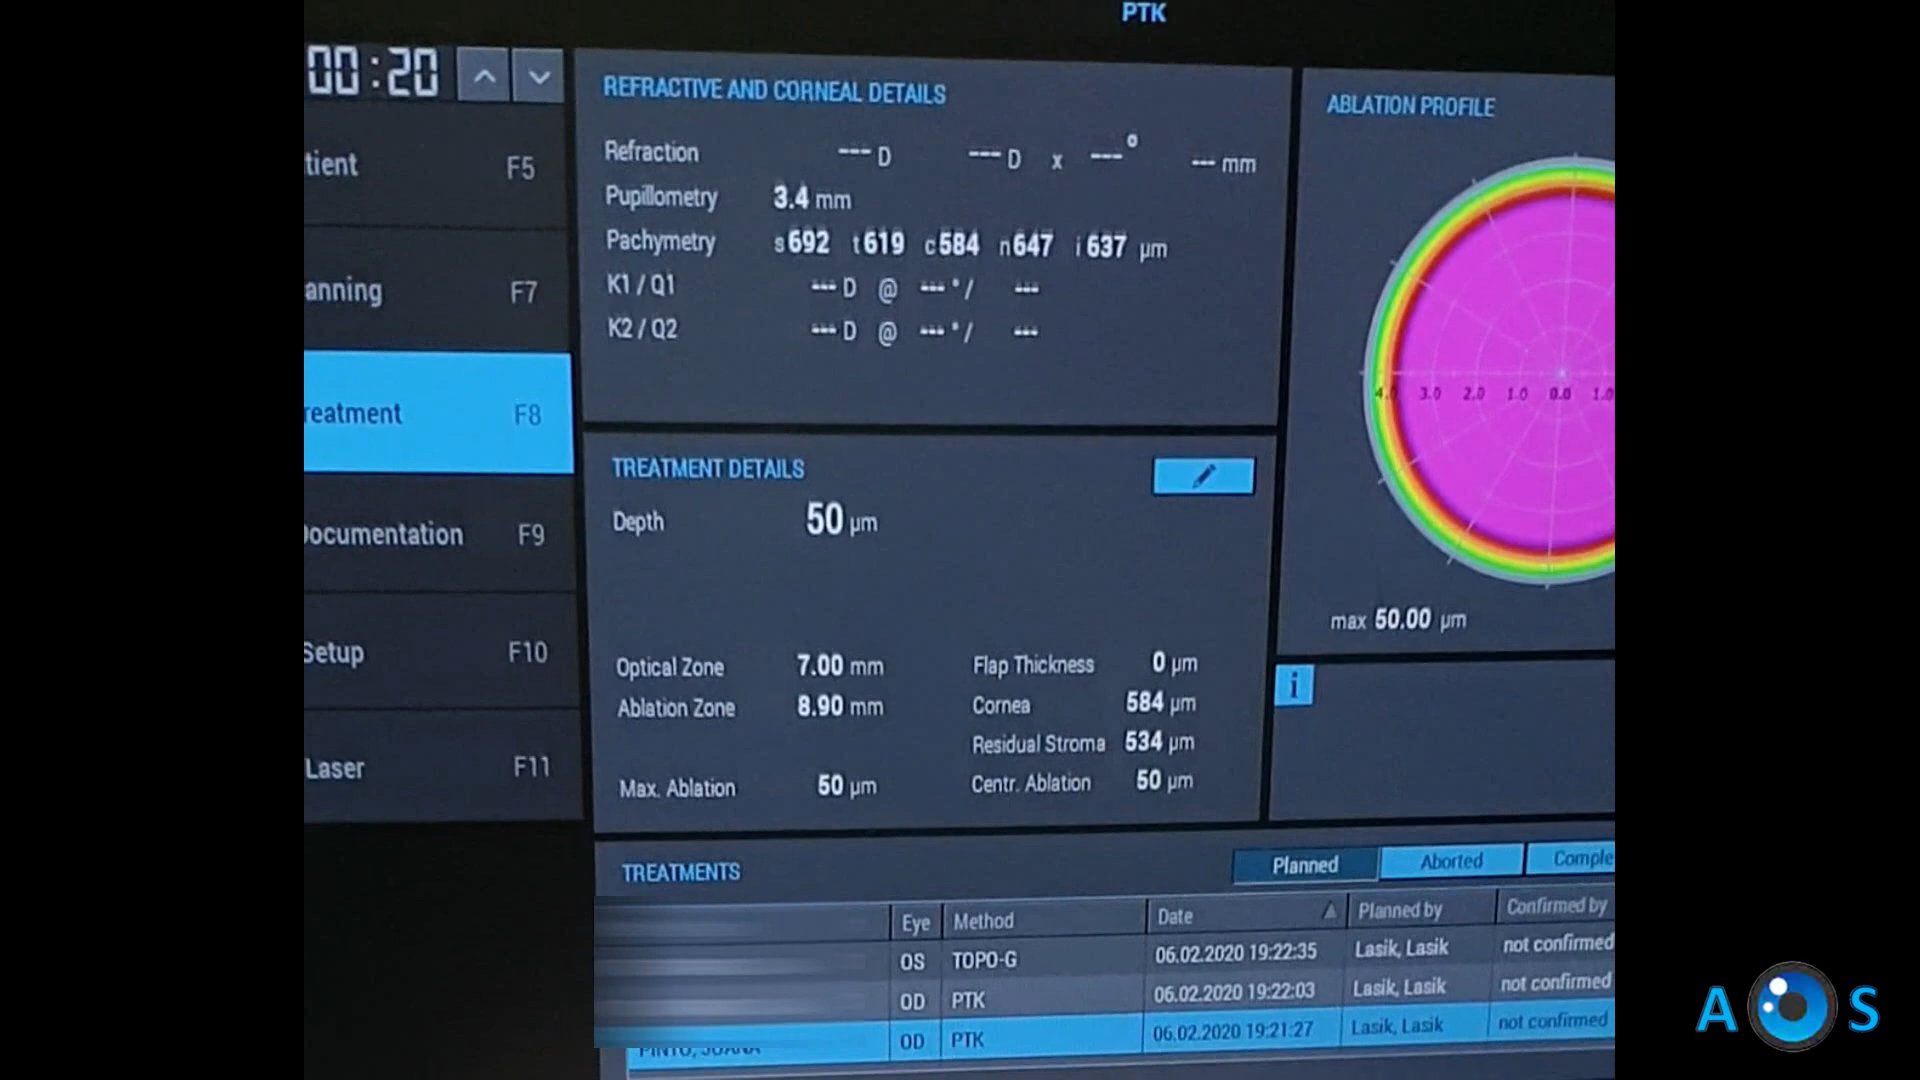 PTK
00:20
REFRACTIVE AND CORNEAL DETAILS
ABLATION PROFILE
Refraction --- D --- D x --- ° --- mm
tient F5
Pupillometry 3.4 mm
Pachymetry s 692 t 619 c 584 n 647 i 637 µm
anning F7
K1 / Q1 --- D @ --- ° / ---
K2 / Q2 --- D @ --- ° / ---
4.0 3.0 2.0 1.0 0.0 1.0
reatment F8
TREATMENT DETAILS
Depth 50 µm
ocumentation F9
max 50.00 µm
Setup F10
Optical Zone 7.00 mm Flap Thickness 0 µm
i
Ablation Zone 8.90 mm Cornea 584 µm
Residual Stroma 534 µm
Laser F11
Max. Ablation 50 µm Centr. Ablation 50 µm
TREATMENTS Planned Aborted Comple
Eye Method Date Planned by Confirmed by
OS TOPO-G 06.02.2020 19:22:35 Lasik, Lasik not confirmed
OD PTK 06.02.2020 19:22:03 Lasik, Lasik not confirmed
OD PTK 06.02.2020 19:21:27 Lasik, Lasik not confirmed
A S